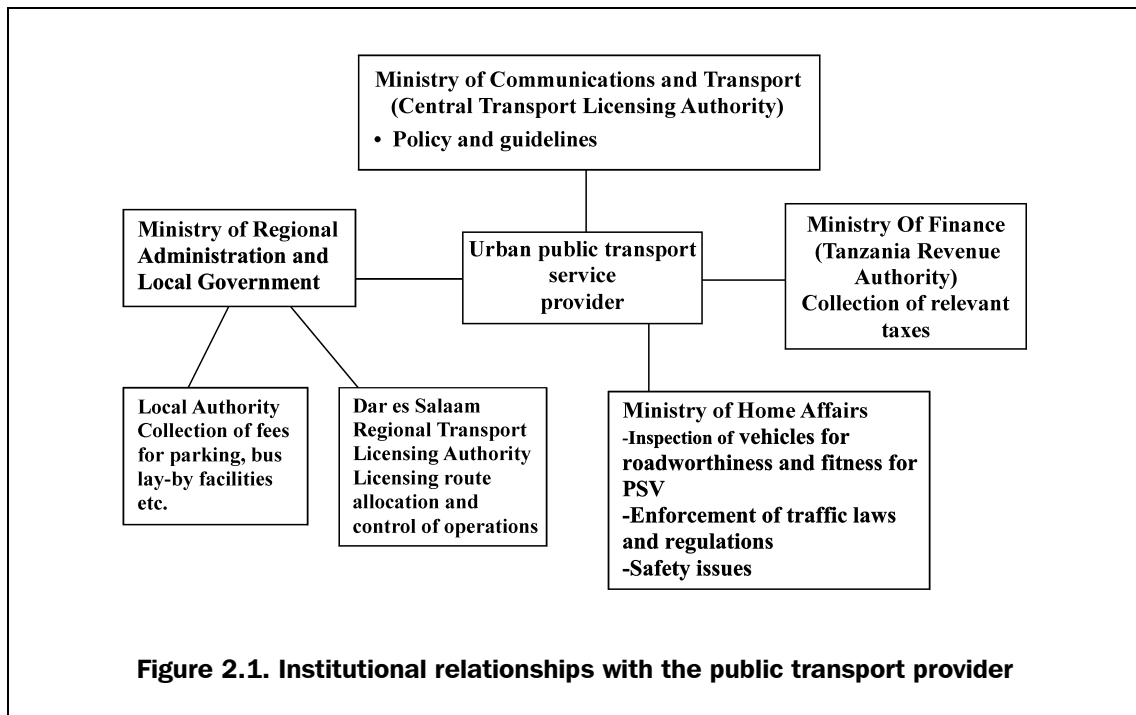 Ministry of Communications and Transport
(Central Transport Licensing Authority)
• Policy and guidelines
Ministry of Regional
Administration and
Local Government
Urban public transport
service
provider
Ministry Of Finance
(Tanzania Revenue
Authority)
Collection of relevant
taxes
Local Authority
Collection of fees
for parking, bus
lay-by facilities
etc.
Dar es Salaam
Regional Transport
Licensing Authority
Licensing route
allocation and
control of operations
Ministry of Home Affairs
-Inspection of vehicles for
roadworthiness and fitness for
PSV
-Enforcement of traffic laws
and regulations
-Safety issues
Figure 2.1. Institutional relationships with the public transport provider